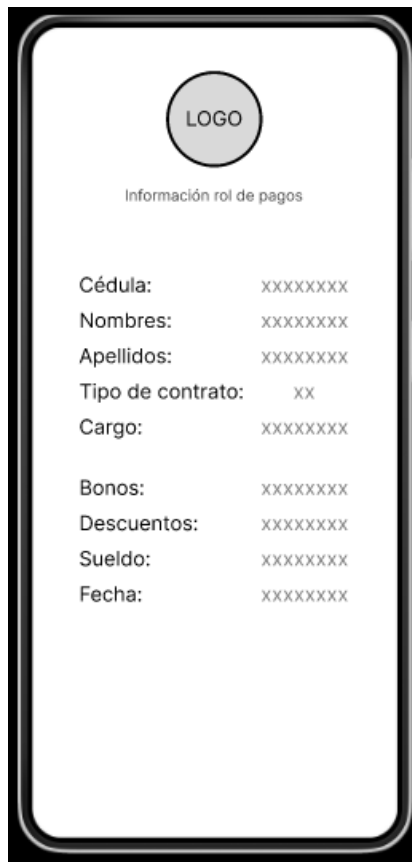 LOGO
Información rol de pagos
Cédula: xxxxxxxx
Nombres: xxxxxxxx
Apellidos: xxxxxxxx
Tipo de contrato: xx
Cargo: xxxxxxxx
Bonos: xxxxxxxx
Descuentos: xxxxxxxx
Sueldo: xxxxxxxx
Fecha: xxxxxxxx